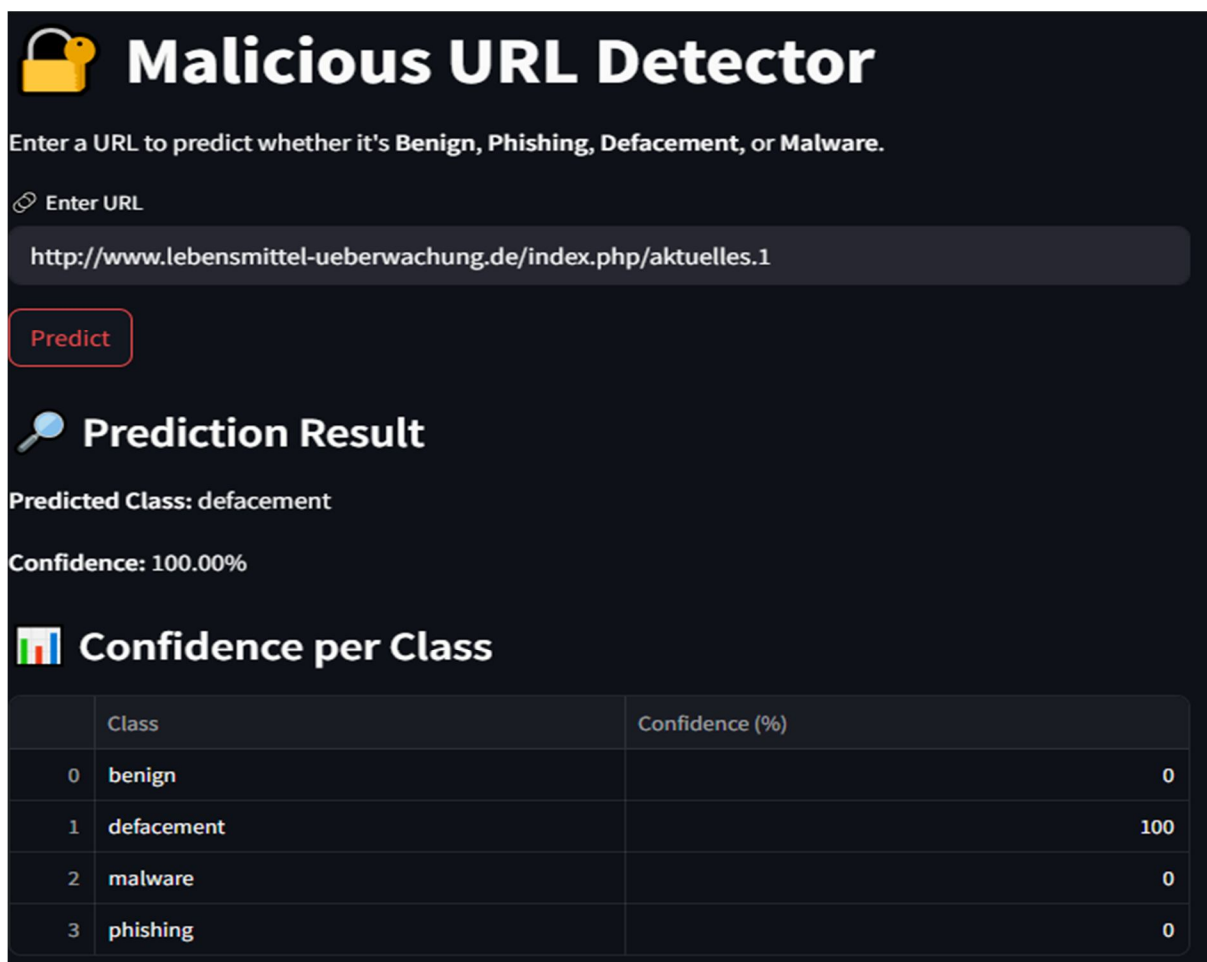 Malicious URL Detector
Enter a URL to predict whether it's Benign, Phishing, Defacement, or Malware.
Enter URL
http://www.lebensmittel-ueberwachung.de/index.php/aktuelles.1
Predict
Prediction Result
Predicted Class: defacement
Confidence: 100.00%
Confidence per Class
Class Confidence (%)
0 benign 0
1 defacement 100
2 malware 0
3 phishing 0